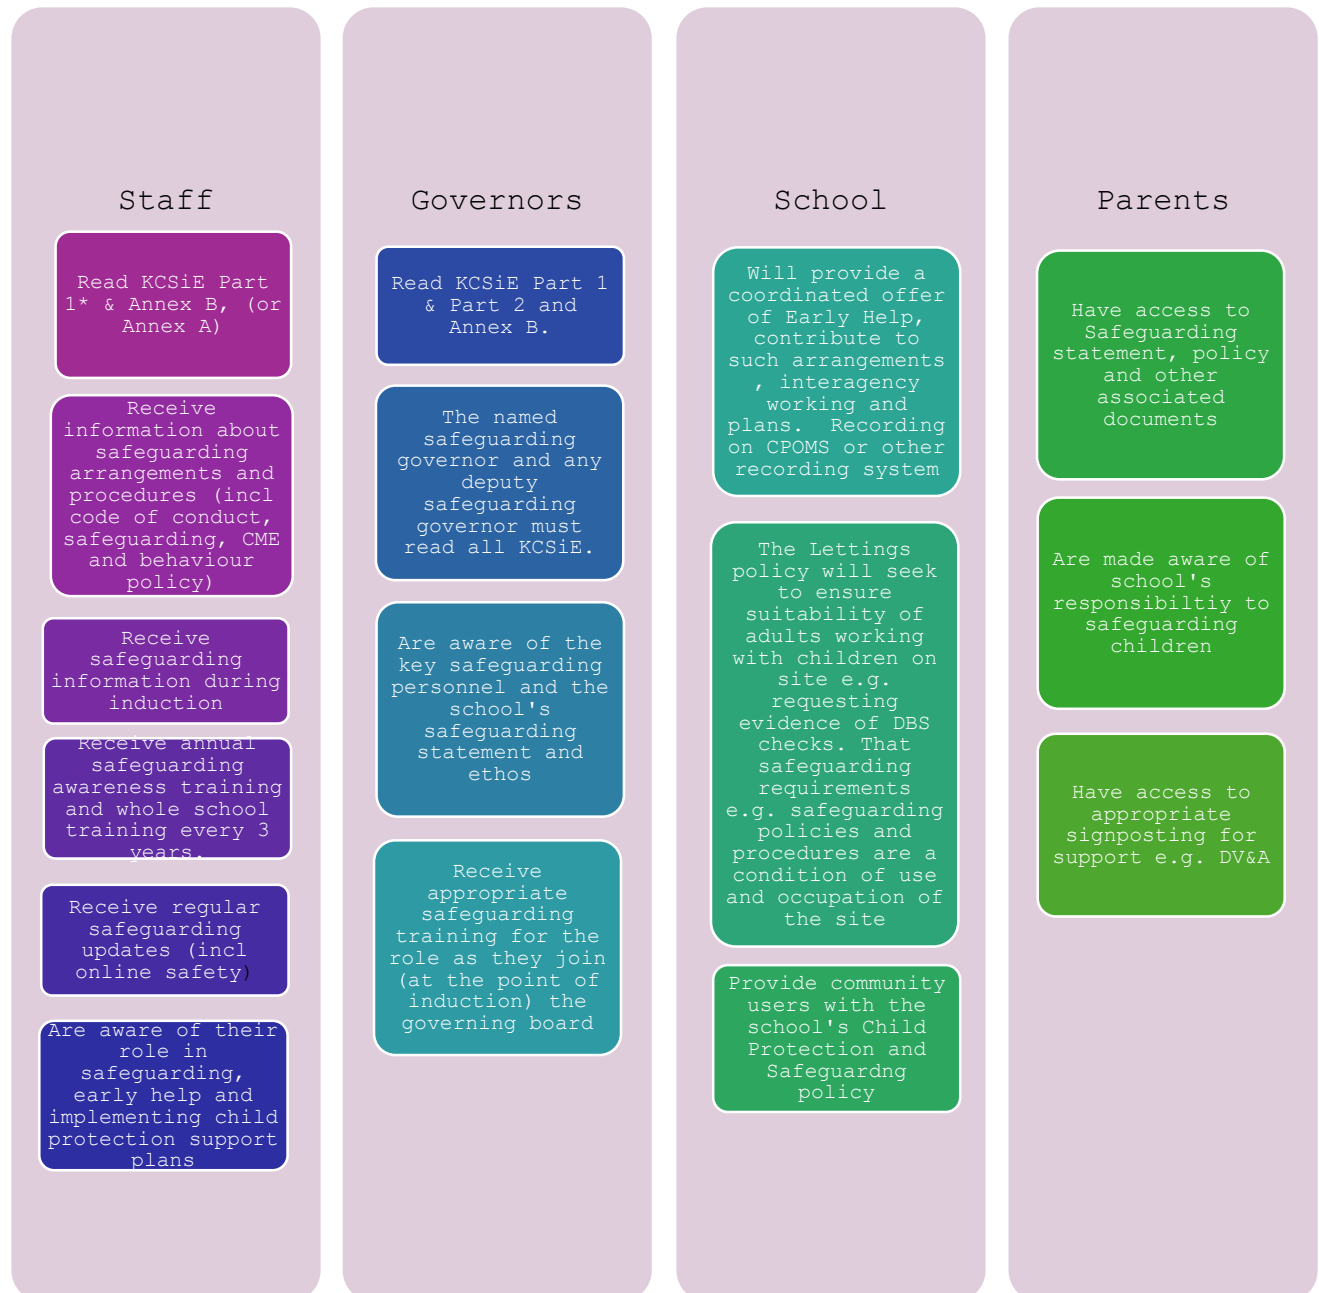 Staff
Read KCSiE Part
1* & Annex B, (or
Annex A)
Receive
information about
safeguarding
arrangements and
procedures (incl
code of conduct,
safeguarding, CME
and behaviour
policy)
Receive
safeguarding
information during
induction
Receive annual
safeguarding
awareness training
and whole school
training every 3
years.
Receive regular
safeguarding
updates (incl
online safety)
Are aware of their
role in
safeguarding,
early help and
implementing child
protection support
plans
Governors
Read KCSiE Part 1
& Part 2 and
Annex B.
The named
safeguarding
governor and any
deputy
safeguarding
governor must
read all KCSiE.
Are aware of the
key safeguarding
personnel and the
school's
safeguarding
statement and
ethos
Receive
appropriate
safeguarding
training for the
role as they join
(at the point of
induction) the
governing board
School
Will provide a
coordinated offer
of Early Help,
contribute to
such arrangements
, interagency
working and
plans. Recording
on CPOMS or other
recording system
The Lettings
policy will seek
to ensure
suitability of
adults working
with children on
site e.g.
requesting
evidence of DBS
checks. That
safeguarding
requirements
e.g. safeguarding
policies and
procedures are a
condition of use
and occupation of
the site
Provide community
users with the
school's Child
Protection and
Safeguardng
policy
Parents
Have access to
Safeguarding
statement, policy
and other
associated
documents
Are made aware of
school's
responsibiltiy to
safeguarding
children
Have access to
appropriate
signposting for
support e.g. DV&A